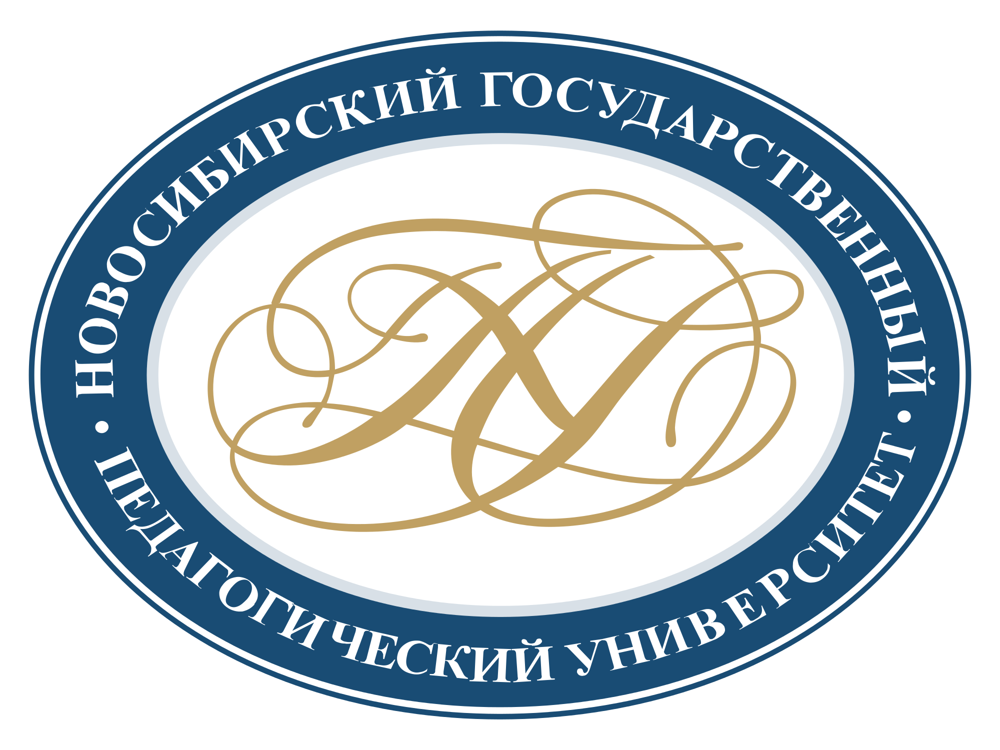 НОВОСИБИРСКИЙ ГОСУДАРСТВЕННЫЙ
ПЕДАГОГИЧЕСКИЙ УНИВЕРСИТЕТ